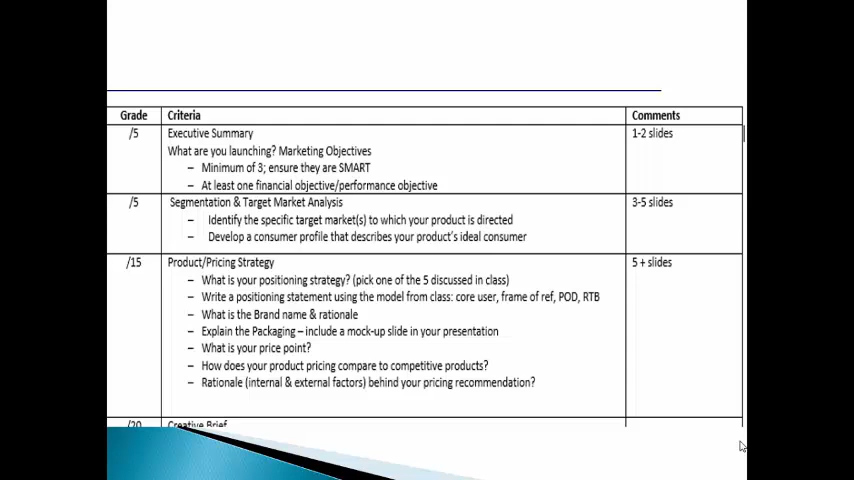 Grade Criteria Comments
/5 Executive Summary 1-2 slides
What are you launching? Marketing Objectives
– Minimum of 3; ensure they are SMART
– At least one financial objective/performance objective
/5 Segmentation & Target Market Analysis 3-5 slides
– Identify the specific target market(s) to which your product is directed
– Develop a consumer profile that describes your product's ideal consumer
/15 Product/Pricing Strategy 5 + slides
– What is your positioning strategy? (pick one of the 5 discussed in class)
– Write a positioning statement using the model from class: core user, frame of ref, POD, RTB
– What is the Brand name & rationale
– Explain the Packaging – include a mock-up slide in your presentation
– What is your price point?
– How does your product pricing compare to competitive products?
– Rationale (internal & external factors) behind your pricing recommendation?
/20 Creative Brief